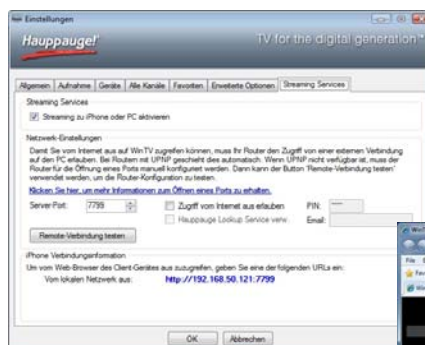 Einstellungen
Hauppauge!
TV for the digital generation™
Allgemein Aufnahme Geräte Alle Kanäle Favoriten Erweiterte Optionen Streaming Services
Streaming Services
Streaming zu iPhone oder PC aktivieren
Netzwerk-Einstellungen
Damit Sie vom Internet aus auf WinTV zugreifen können, muss Ihr Router den Zugriff von einer externen Verbindung
auf den PC erlauben. Bei Routern mit UPNP geschieht dies automatisch. Wenn UPNP nicht verfügbar ist, muss der
Router für die Öffnung eines Ports manuell konfiguriert werden. Dann kann der Button 'Remote-Verbindung testen'
verwendet werden, um die Router-Konfiguration zu testen.
Klicken Sie hier, um mehr Informationen zum Öffnen eines Ports zu erhalten.
Server-Port: 7799 Zugriff vom Internet aus erlauben PIN:
Hauppauge Lookup Service verw. Email:
Remote-Verbindung testen
iPhone Verbindungsinformation
Um vom Web-Browser des Client-Gerätes aus zuzugreifen, geben Sie eine der folgenden URLs ein:
Vom lokalen Netzwerk aus: http://192.168.50.121:7799
OK Abbrechen
File